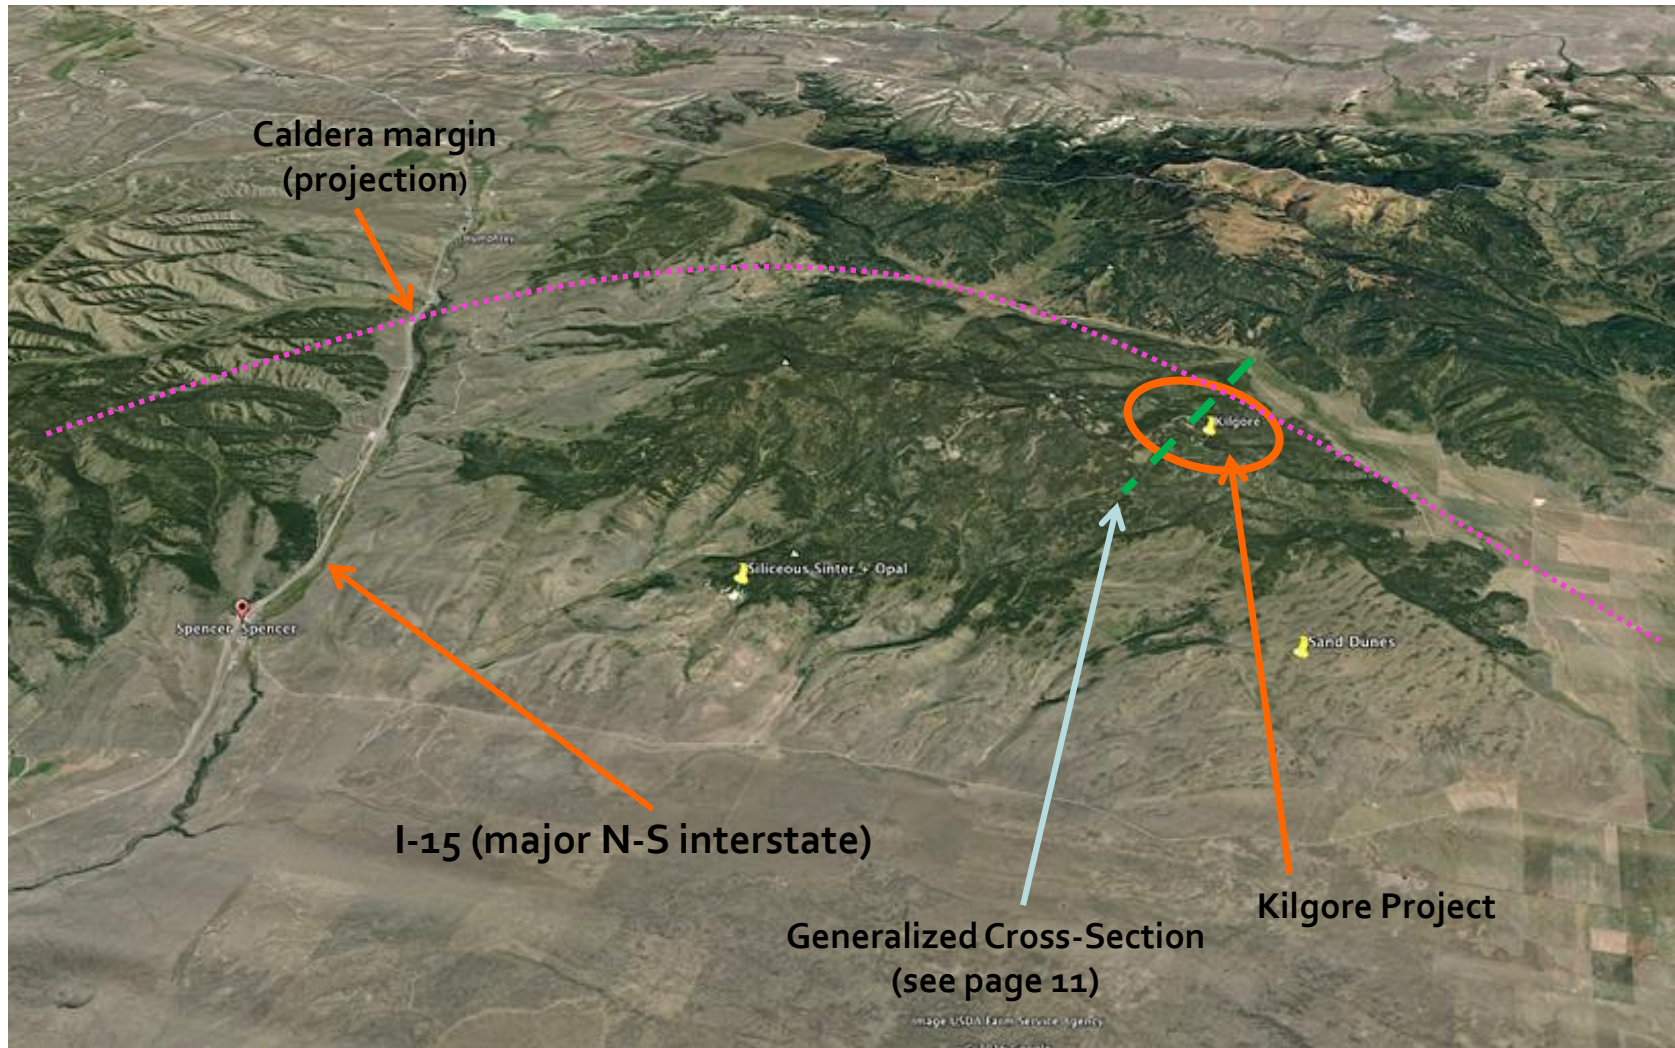 Caldera margin
(projection)
Humphrey
Kilgore
Siliceous Sinter + Opal
Spencer Spencer
Sand Dunes
I-15 (major N-S interstate)
Kilgore Project
Generalized Cross-Section
(see page 11)
Image USDA Farm Service Agency